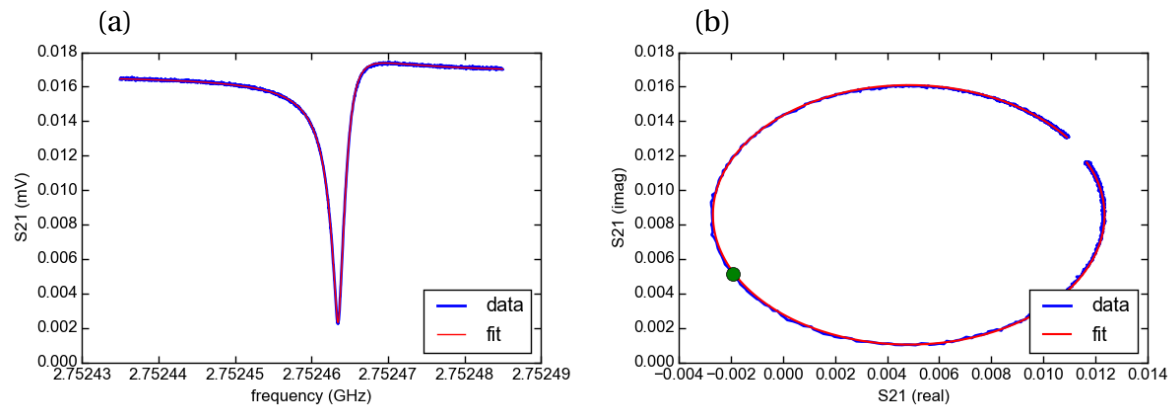 (a)
0.018
0.016
0.014
0.012
0.010
0.008
0.006
0.004
0.002
0.000
S21 (mV)
2.75243 2.75244 2.75245 2.75246 2.75247 2.75248 2.75249
frequency (GHz)
data
fit
(b)
0.018
0.016
0.014
0.012
0.010
0.008
0.006
0.004
0.002
0.000
S21 (imag)
−0.004 −0.002 0.000 0.002 0.004 0.006 0.008 0.010 0.012 0.014
S21 (real)
data
fit